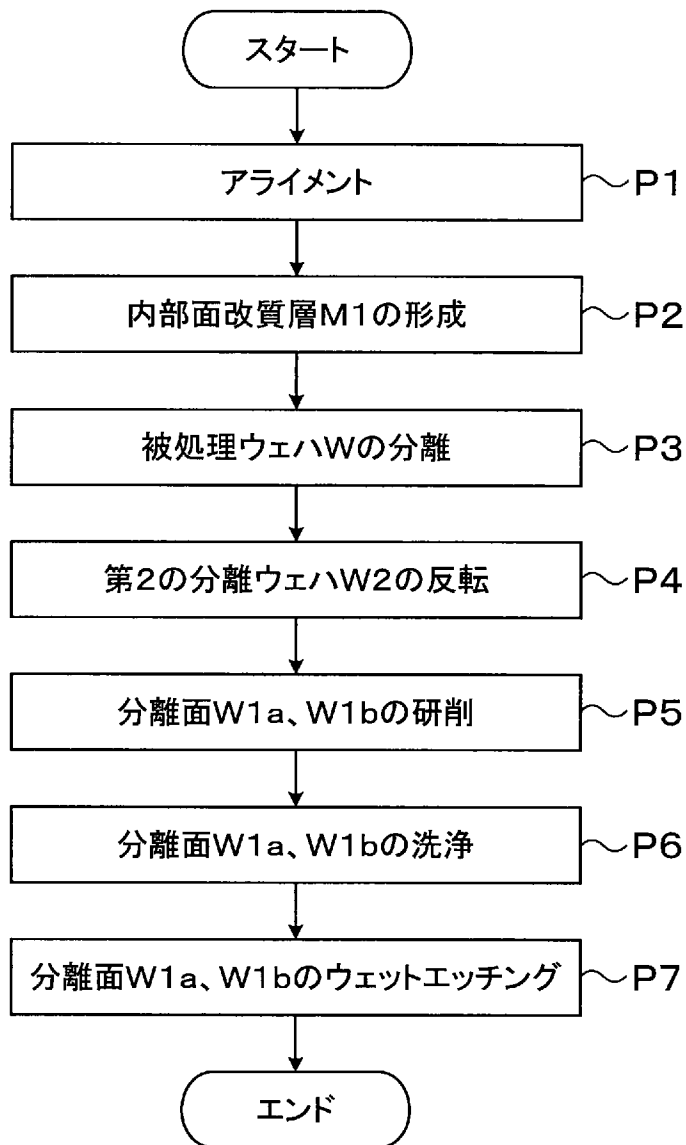 スタート
アライメント
P1
内部面改質層M1の形成
P2
被処理ウェハWの分離
P3
第2の分離ウェハW2の反転
P4
分離面W1a、W1bの研削
P5
分離面W1a、W1bの洗浄
P6
分離面W1a、W1bのウェットエッチング
P7
エンド